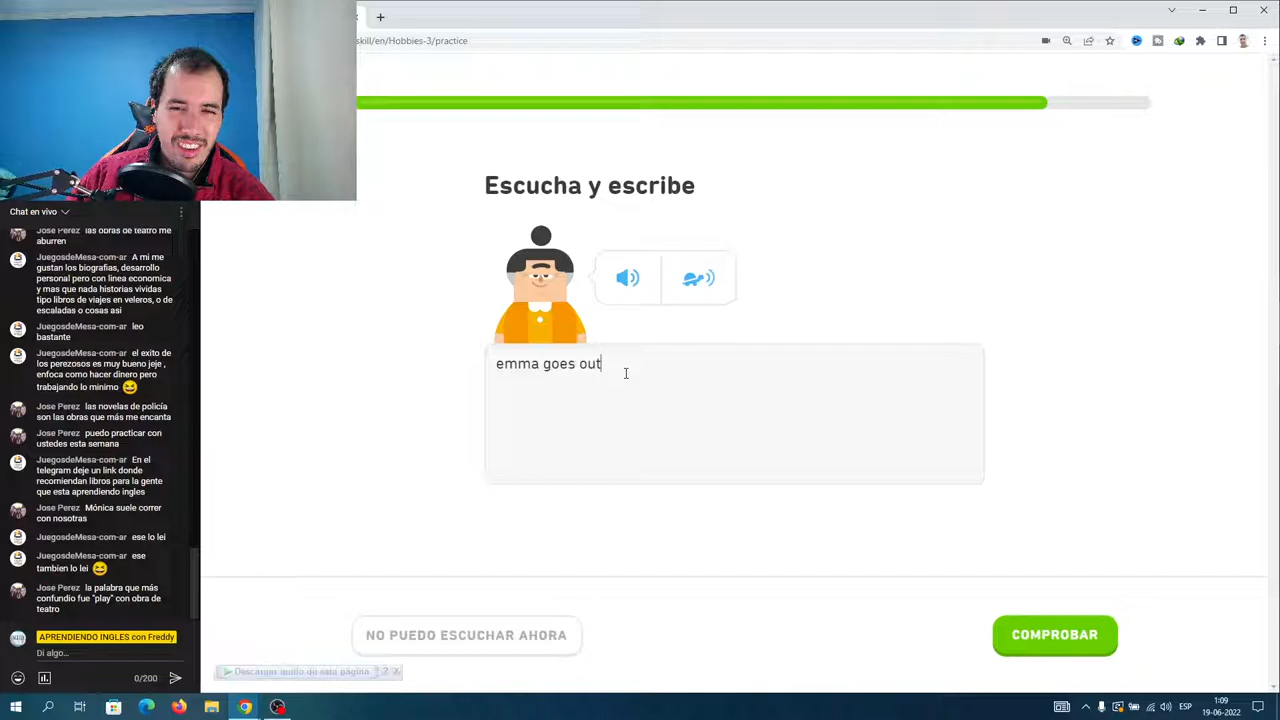 skill/en/Hobbies-3/practice
Escucha y escribe
emma goes out
NO PUEDO ESCUCHAR AHORA
COMPROBAR
Descargar audio de esta página
? X
Chat en vivo
Jose Perez las obras de teatro me
aburren
JuegosdeMesa-com-ar A mi me
gustan los biografias, desarrollo
personal pero con linea economica
y mas que nada historias vividas
tipo libros de viajes en veleros, o de
escaladas o cosas asi
JuegosdeMesa-com-ar leo
bastante
JuegosdeMesa-com-ar el exito de
los perezosos es muy bueno jeje ,
enfoca como hacer dinero pero
trabajando lo minimo 😆
Jose Perez las novelas de policía
son las obras que más me encanta
Jose Perez puedo practicar con
ustedes esta semana
JuegosdeMesa-com-ar En el
telegram deje un link donde
recomiendan libros para la gente
que esta aprendiendo ingles
Jose Perez Mónica suele correr
con nosotras
JuegosdeMesa-com-ar ese lo lei
JuegosdeMesa-com-ar ese
tambien lo lei 😆
Jose Perez la palabra que más
confundio fue "play" con obra de
teatro
APRENDIENDO INGLES con Freddy
Di algo...
0/200
ESP
1:09
19-06-2022